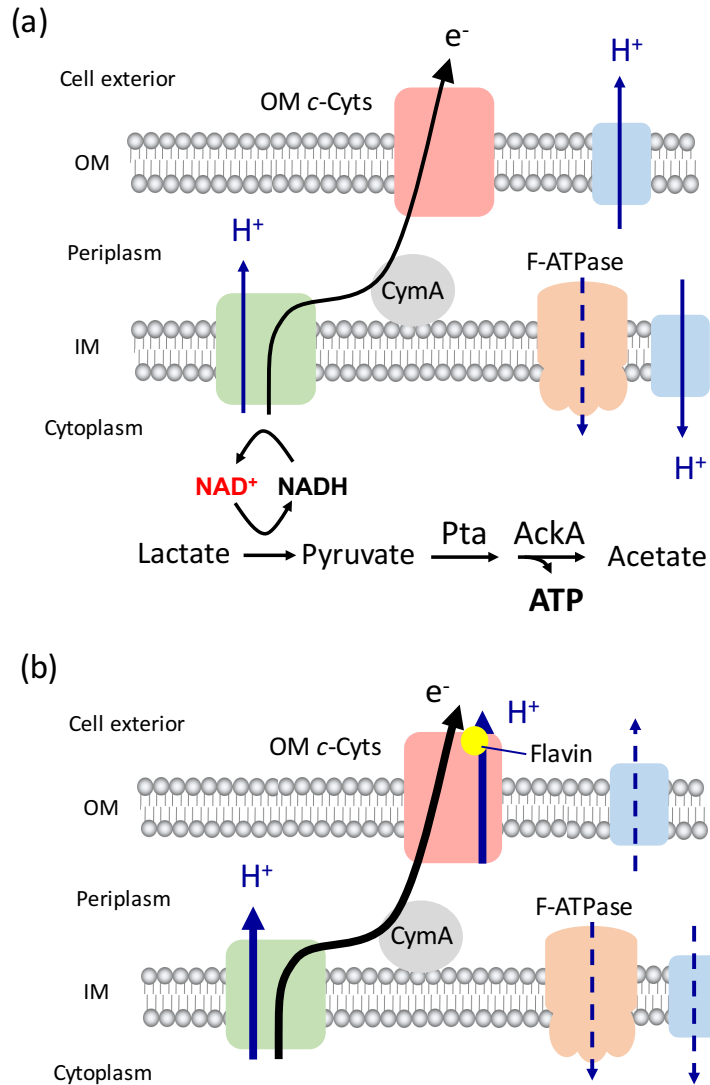 (a)
e-
H+
Cell exterior
OM c-Cyts
OM
H+
Periplasm
F-ATPase
CymA
IM
Cytoplasm
H+
NAD+ NADH
Lactate Pyruvate Pta AckA Acetate
ATP
(b)
e-
H+
Cell exterior
OM c-Cyts
Flavin
OM
H+
Periplasm
F-ATPase
CymA
IM
Cytoplasm